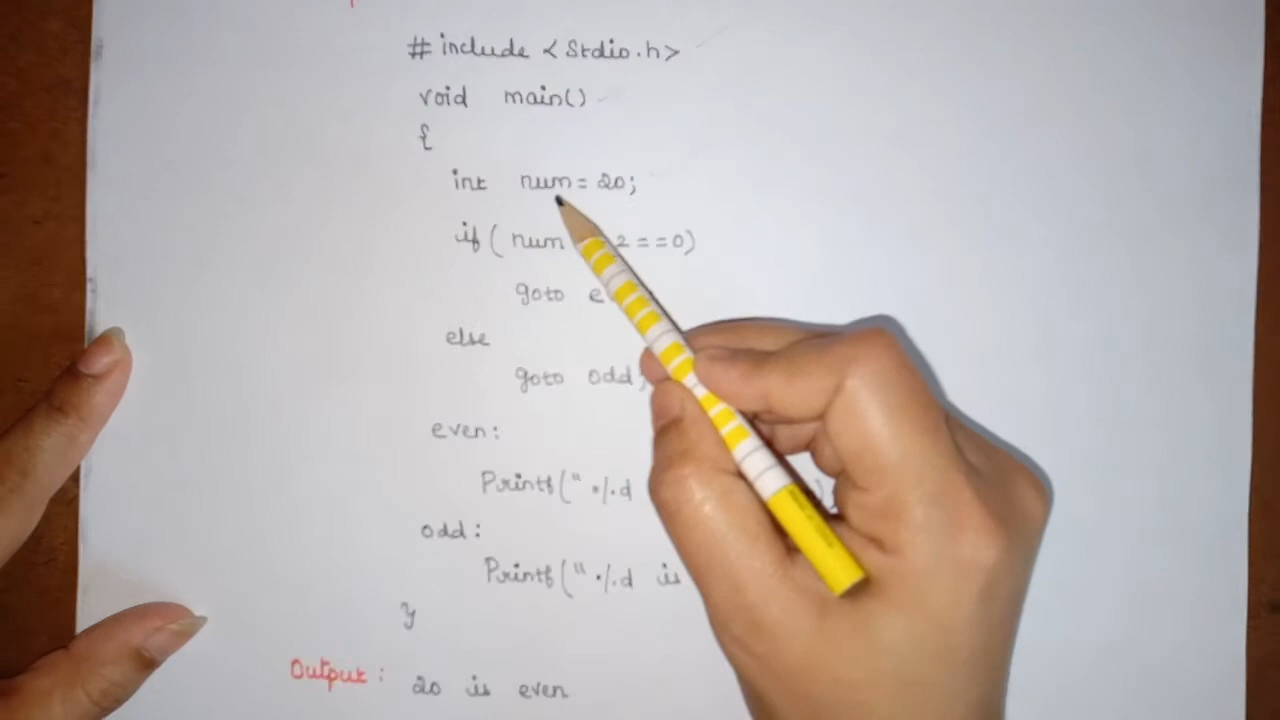 #include <Stdio.h>
void main()
{
int num = 20;
if ( num 2 = = 0)
goto
else
goto odd;
even:
Printf(" %d )
odd:
Printf(" %d is
}
Output: 20 is even